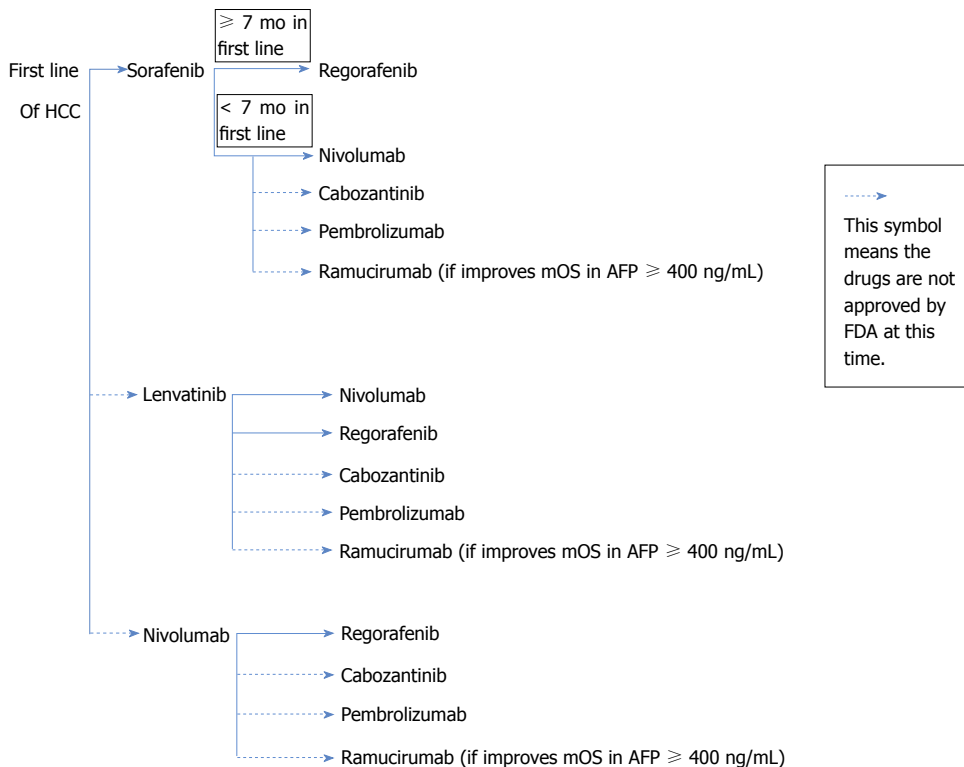 ≥ 7 mo in
first line
First line
Of HCC
Sorafenib
Regorafenib
< 7 mo in
first line
Nivolumab
Cabozantinib
Pembrolizumab
Ramucirumab (if improves mOS in AFP ≥ 400 ng/mL)
Lenvatinib
Nivolumab
Regorafenib
Cabozantinib
Pembrolizumab
Ramucirumab (if improves mOS in AFP ≥ 400 ng/mL)
Nivolumab
Regorafenib
Cabozantinib
Pembrolizumab
Ramucirumab (if improves mOS in AFP ≥ 400 ng/mL)
This symbol
means the
drugs are not
approved by
FDA at this
time.